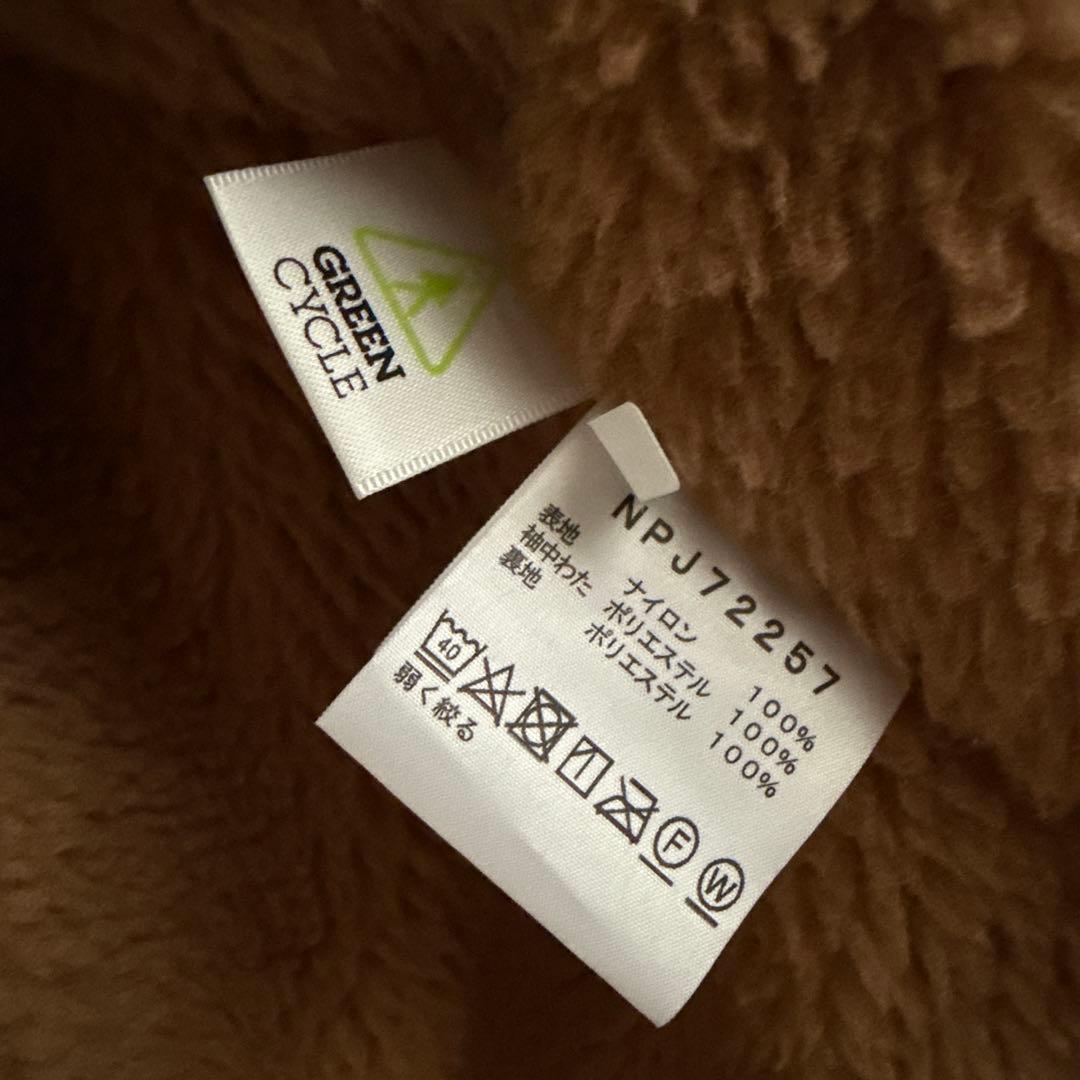 GREEN
CYCLE
NPJ72257
表地 ナイロン 100%
袖中わた ポリエステル 100%
裏地 ポリエステル 100%
40
F
W
弱く絞る